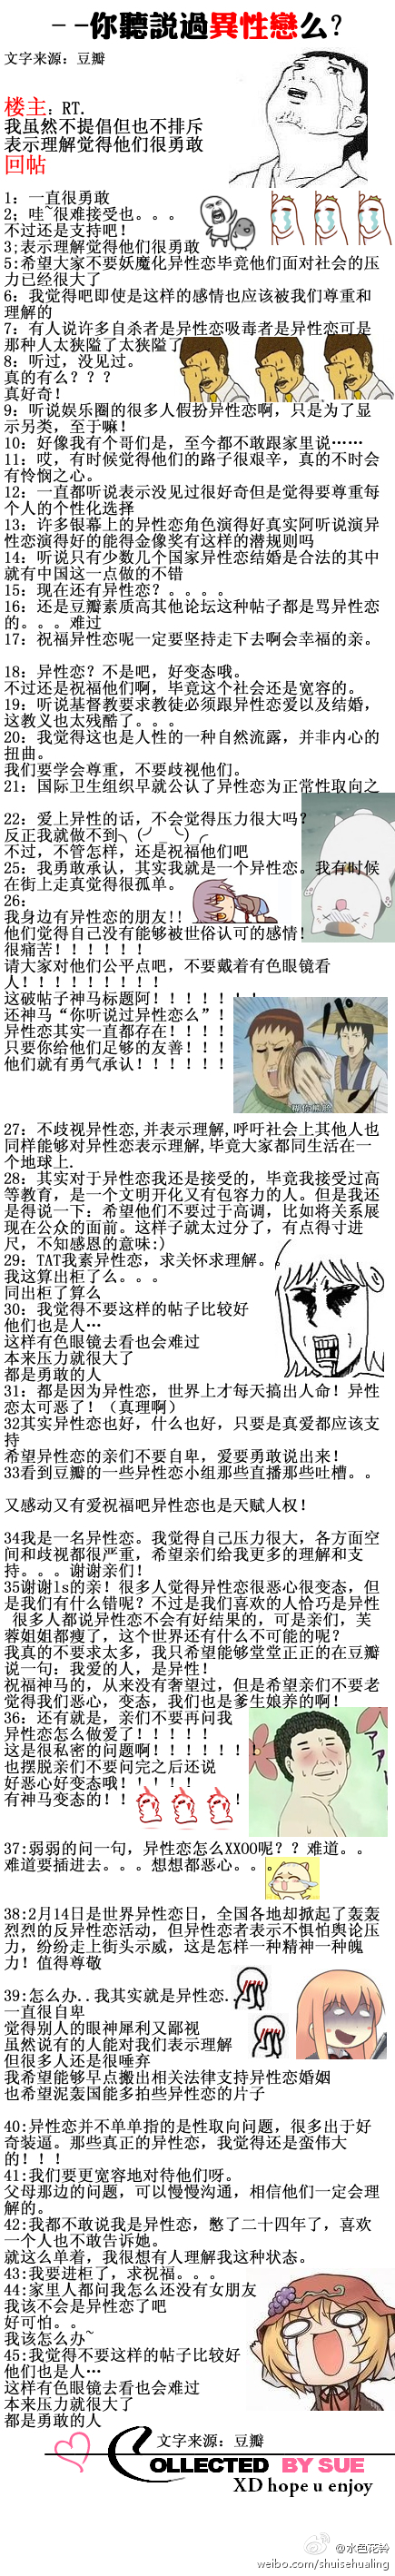 --你聽説過異性戀么?
文字来源: 豆瓣
楼主: RT.
我虽然不提倡但也不排斥
表示理解觉得他们很勇敢
回帖
1: 一直很勇敢
2; 哇~很难接受也。。。
不过还是支持吧!
3;表示理解觉得他们很勇敢
5:希望大家不要妖魔化异性恋毕竟他们面对社会的压
力已经很大了
6: 我觉得吧即使是这样的感情也应该被我们尊重和
理解的
7: 有人说许多自杀者是异性恋吸毒者是异性恋可是
那种人太狭隘了太狭隘了
8: 听过, 没见过。
真的有么? ? ?
真好奇!
9: 听说娱乐圈的很多人假扮异性恋啊, 只是为了显
示另类, 至于嘛!
10: 好像我有个哥们是, 至今都不敢跟家里说……
11: 哎, 有时候觉得他们的路子很艰辛, 真的不时会
有怜悯之心。
12: 一直都听说表示没见过很好奇但是觉得要尊重每
个人的个性化选择
13: 许多银幕上的异性恋角色演得好真实阿听说演异
性恋演得好的能得金像奖有这样的潜规则吗
14: 听说只有少数几个国家异性恋结婚是合法的其中
就有中国这一点做的不错
15: 现在还有异性恋? 。。。。。
16: 还是豆瓣素质高其他论坛这种帖子都是骂异性恋
的。。。难过
17: 祝福异性恋呢一定要坚持走下去啊会幸福的亲。
18: 异性恋? 不是吧, 好变态哦。
不过还是祝福他们啊, 毕竟这个社会还是宽容的。
19: 听说基督教要求教徒必须跟异性恋爱以及结婚,
这教义也太残酷了。。。
20: 我觉得这也是人性的一种自然流露, 并非内心的
扭曲。
我们要学会尊重, 不要歧视他们。
21: 国际卫生组织早就公认了异性恋为正常性取向之
22: 爱上异性的话, 不会觉得压力很大吗?
反正我就做不到╮(╯_╰)╭
不过, 不管怎样, 还是祝他们吧
25: 我勇敢承认, 其实我就是一个异性恋。我有时候
在街上走真觉得很孤单。
26:
我身边有异性恋的朋友!!
他们觉得自己没有能够被世俗认可的感情!
很痛苦! ! ! ! ! !
请大家对他们公平点吧, 不要戴着有色眼镜看
人! ! ! ! ! ! ! ! !
这破帖子神马标题阿! ! ! ! ! ! !
还神马“你听说过异性恋么”!
异性恋其实一直都存在! ! ! !
只要你给他们足够的友善! ! !
他们就有勇气承认! ! ! ! ! !
糊你熊脸
27: 不歧视异性恋,并表示理解,呼吁社会上其他人也
同样能够对异性恋表示理解,毕竟大家都同生活在一
个地球上.
28: 其实对于异性恋我还是接受的, 毕竟我接受过高
等教育, 是一个文明开化又有包容力的人。但是我还
是得说一下: 希望他们不要过于高调, 比如将关系展
现在公众的面前。这样子就太过分了, 有点得寸进
尺, 不知感恩的意味:)
29: TAT我素异性恋, 求关怀求理解。。
我这算出柜了么。。。
同出柜了算么
30: 我觉得不要这样的帖子比较好
他们也是人…
这样有色眼镜去看也会难过
本来压力就很大了
都是勇敢的人
31: 都是因为异性恋, 世界上才每天搞出人命! 异性
恋太可恶了! (真理啊)
32其实异性恋也好, 什么也好, 只要是真爱都应该支
持
希望异性恋的亲们不要自卑, 爱要勇敢说出来!
33看到豆瓣的一些异性恋小组那些直播那些吐槽。。
又感动又有爱祝福吧异性恋也是天赋人权!
34我是一名异性恋。我觉得自己压力很大, 各方面空
间和歧视都很严重, 希望亲们给我更多的理解和支
持。。。谢谢亲们!
35谢谢ls的亲! 很多人觉得异性恋很恶心很变态, 但
是我们有什么错呢? 不过是我们喜欢的人恰巧是异性
很多人都说异性恋不会有好结果的, 可是亲们, 芙
蓉姐姐都瘦了, 这个世界还有什么不可能的呢?
我真的不要求太多, 我只希望能够堂堂正正的在豆瓣
说一句: 我爱的人, 是异性!
祝福神马的, 从来没有奢望过, 但是希望亲们不要老
觉得我们恶心, 变态, 我们也是爹生娘养的啊!
36: 还有就是, 亲们不要再问我
异性恋怎么做爱了! ! ! ! !
这是很私密的问题啊! ! ! ! ! ! !
也摆脱亲们不要问完之后还说
好恶心好变态哦! ! ! !
有神马变态的! ! ! ! ! !
37:弱弱的问一句, 异性恋怎么XXOO呢? ? 难道。。
难道要插进去。。。想想都恶心。。。
38:2月14日是世界异性恋日, 全国各地却掀起了轰轰
烈烈的反异性恋活动, 但异性恋者表示不惧怕舆论压
力, 纷纷走上街头示威, 这是怎样一种精神一种魄
力! 值得尊敬
39:怎么办..我其实就是异性恋..
一直很自卑
觉得别人的眼神犀利又鄙视
虽然说有的人能对我们表示理解
但很多人还是很唾弃
我希望能够早点搬出相关法律支持异性恋婚姻
也希望泥轰国能多扣些异性恋的片子
40:异性恋并不单单指的是性取向问题, 很多出于好
奇装逼。那些真正的异性恋, 我觉得还是蛮伟大
的! ! !
41:我们要更宽容地对待他们呀。
父母那边的问题, 可以慢慢沟通, 相信他们一定会理
解的。
42:我都不敢说我是异性恋, 憋了二十四年了, 喜欢
一个人也不敢告诉她。
就这么单着, 我很想有人理解我这种状态。
43:我要进柜了, 求祝福。。。
44:家里人都问我怎么还没有女朋友
我该不会是异性恋了吧
好可怕。。
我该怎么办~
45:我觉得不要这样的帖子比较好
他们也是人…
这样有色眼镜去看也会难过
本来压力就很大了
都是勇敢的人
文字来源: 豆瓣
COLLECTED BY SUE
XD hope u enjoy
@水色花铃
weibo.com/shuisehualing